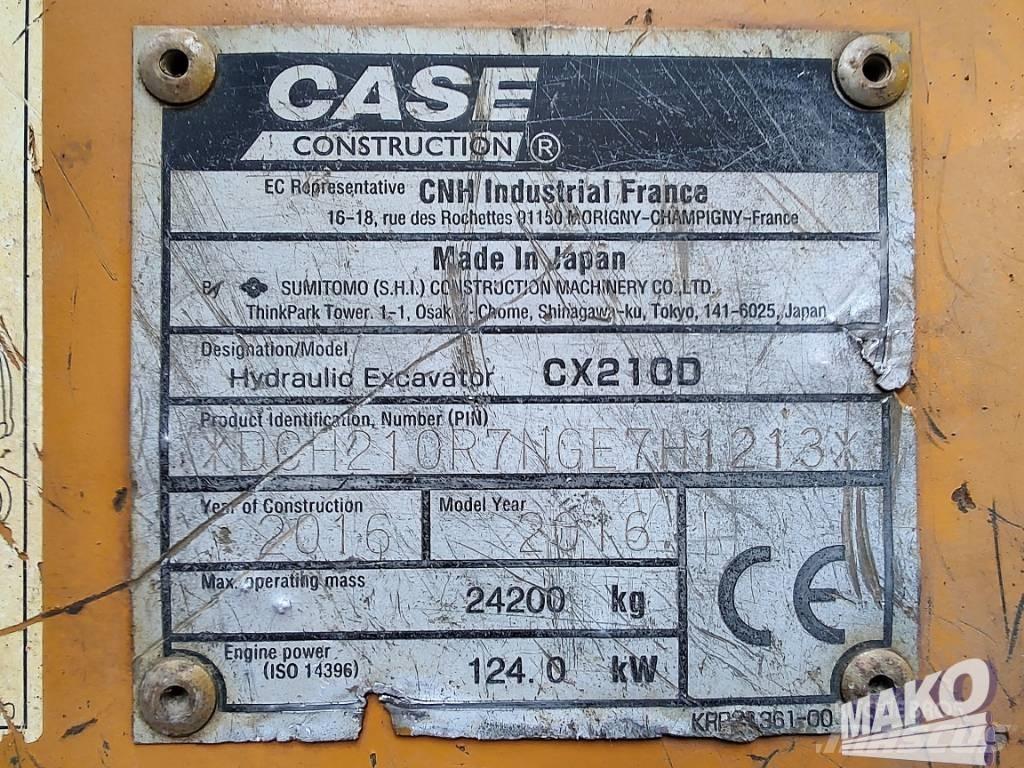 CASE
CONSTRUCTION ®
EC Representative CNH Industrial France
16-18, rue des Rochettes 91150 MORIGNY-CHAMPIGNY-France
Made In Japan
By SUMITOMO (S.H.I.) CONSTRUCTION MACHINERY CO.,LTD.
ThinkPark Tower. 1-1, Osaki 2-Chome, Shinagawa-ku, Tokyo, 141-6025, Japan
Designation/Model
Hydraulic Excavator CX210D
Product Identification, Number (PIN)
*DCH210R7NGE7H1213*
Year of Construction
2016
Model Year
2016
Max. operating mass
24200 kg
Engine power
(ISO 14396)
124.0 kW
CE
MAKO